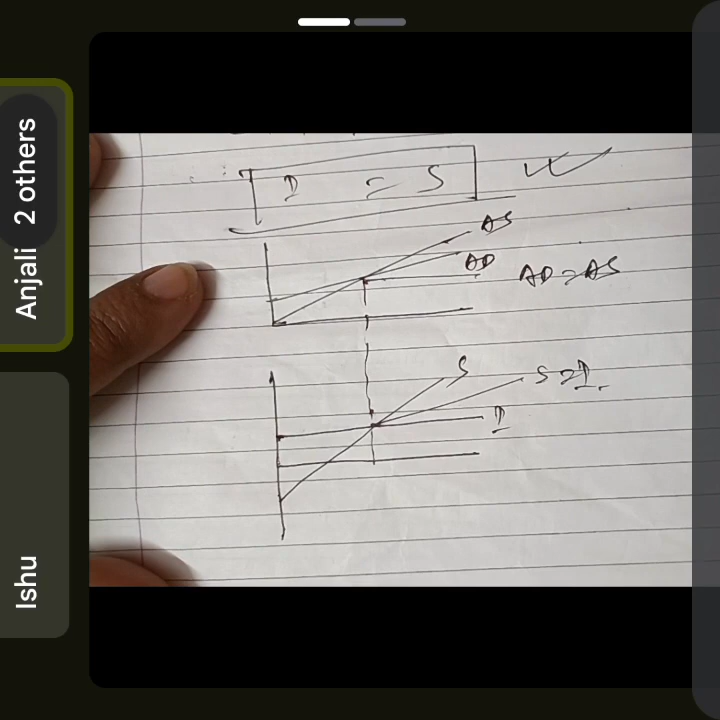 I = S
AS
AD AD = AS
S S = I.
I
Anjali 2 others
Ishu